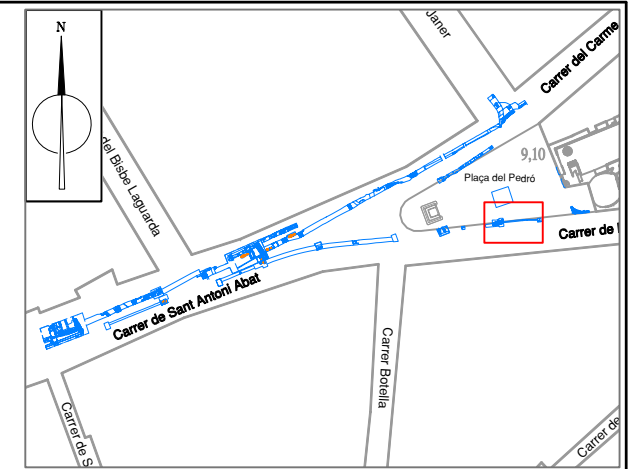 N
Janer
Carrer del Carme
del Bisbe Laguarda
9,10
Plaça del Pedró
Carrer de
Carrer de Sant Antoni Abat
Carrer Botella
Carrer de S
Carrer de